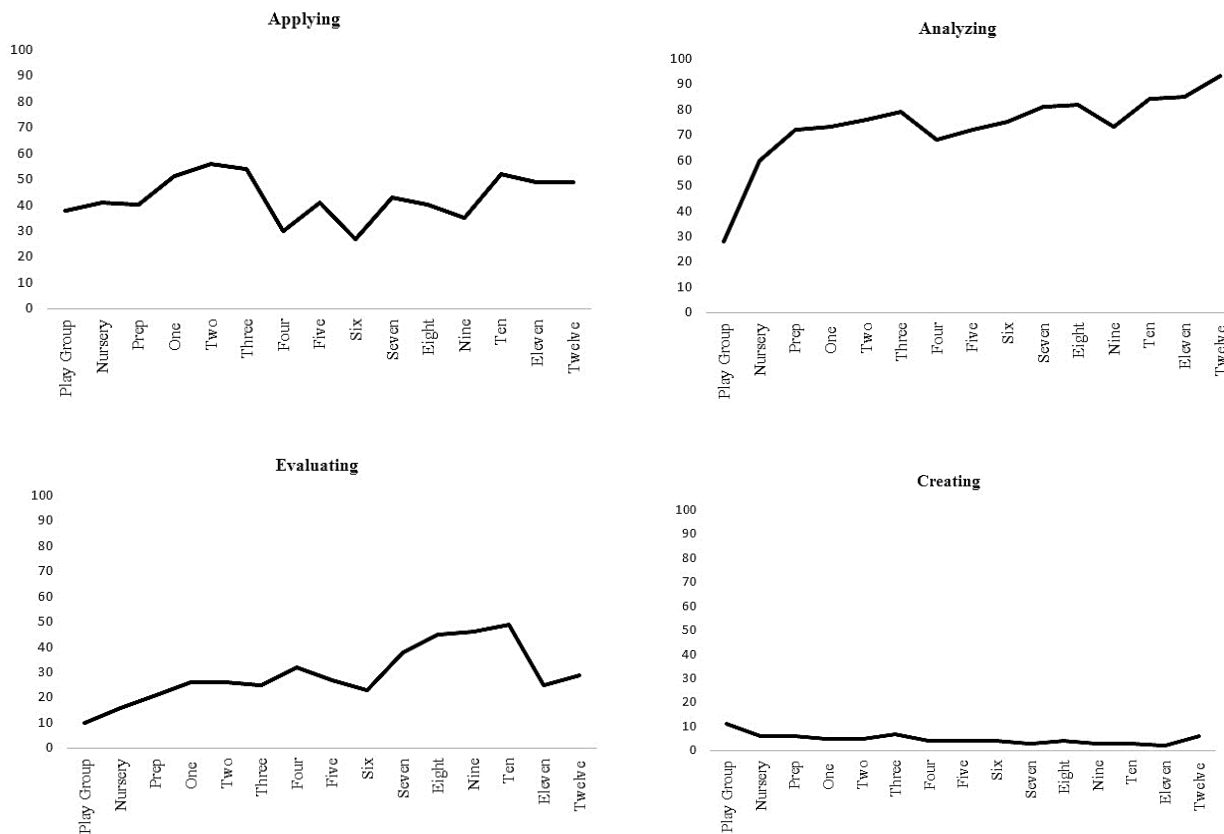 Applying
100
90
80
70
60
50
40
30
20
10
0
Play Group
Nursery
Prep
One
Two
Three
Four
Five
Six
Seven
Eight
Nine
Ten
Eleven
Twelve
Analyzing
100
90
80
70
60
50
40
30
20
10
0
Play Group
Nursery
Prep
One
Two
Three
Four
Five
Six
Seven
Eight
Nine
Ten
Eleven
Twelve
Evaluating
100
90
80
70
60
50
40
30
20
10
0
Play Group
Nursery
Prep
One
Two
Three
Four
Five
Six
Seven
Eight
Nine
Ten
Eleven
Twelve
Creating
100
90
80
70
60
50
40
30
20
10
0
Play Group
Nursery
Prep
One
Two
Three
Four
Five
Six
Seven
Eight
Nine
Ten
Eleven
Twelve